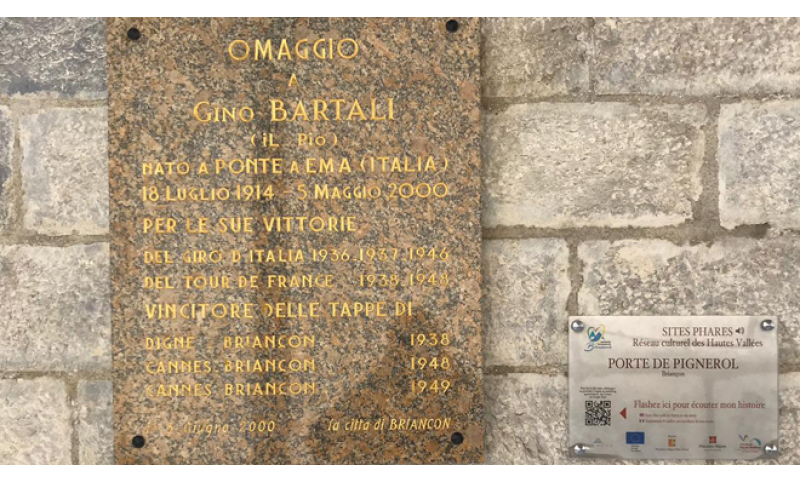 OMAGGIO
A
GINO BARTALI
(iL PIO)
NATO A PONTE A EMA (ITALIA)
18 LUGLIO 1914 - 5 MAGGIO 2000
PER LE SUE VITTORIE
DEL GIRO D'ITALIA 1936-1937-1946
DEL TOUR DE FRANCE 1938-1948
VINCITORE DELLE TAPPE DI
DIGNE - BRIANCON 1938
CANNES-BRIANCON 1948
CANNES-BRIANCON 1949
Giugno 2000 la citta di BRIANCON
SITES PHARES
Réseau culturel des Hautes Vallées
PORTE DE PIGNEROL
Briançon
Flashez ici pour écouter mon histoire